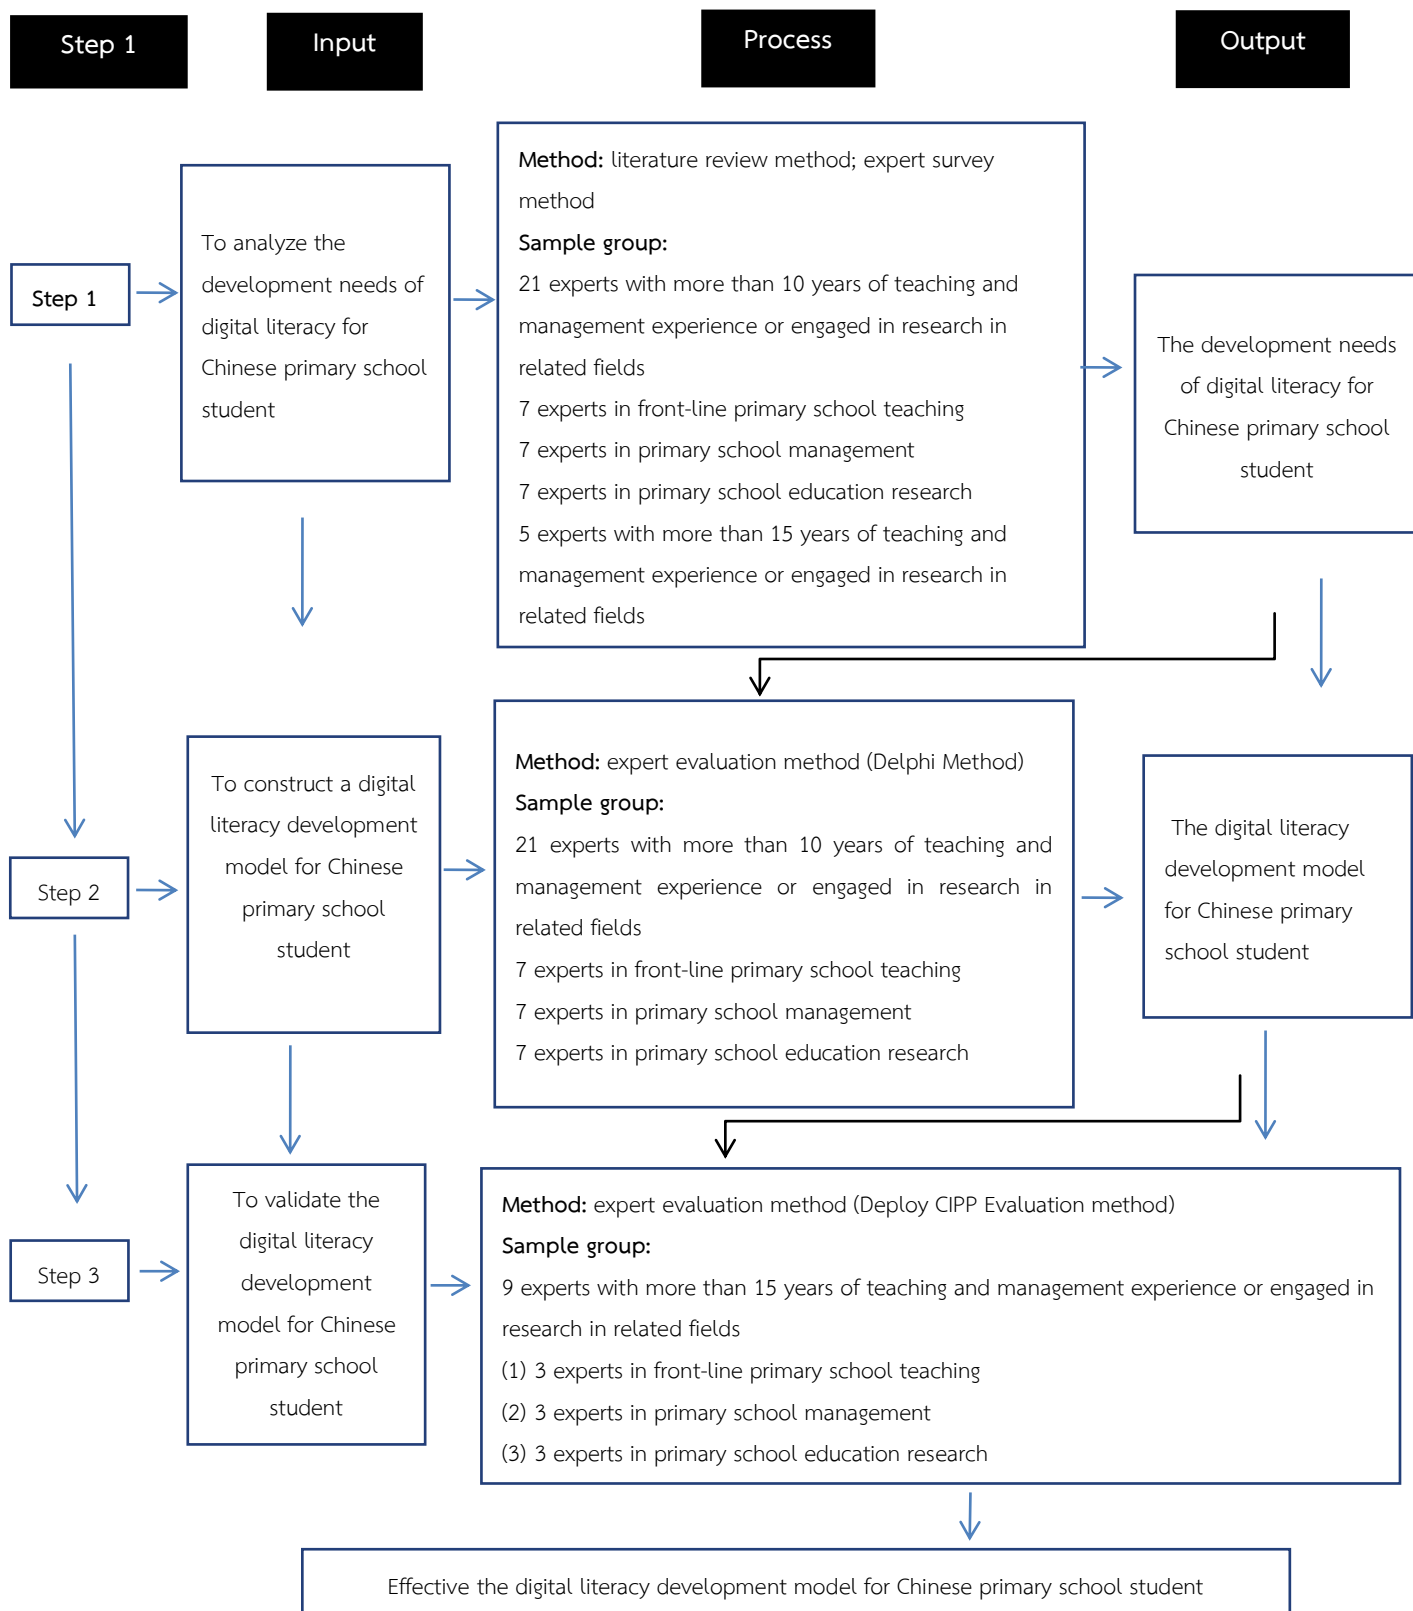 Step 1
Input
Process
Output
Step 1
To analyze the
development needs of
digital literacy for
Chinese primary school
student
Method: literature review method; expert survey
method
Sample group:
21 experts with more than 10 years of teaching and
management experience or engaged in research in
related fields
7 experts in front-line primary school teaching
7 experts in primary school management
7 experts in primary school education research
5 experts with more than 15 years of teaching and
management experience or engaged in research in
related fields
The development needs
of digital literacy for
Chinese primary school
student
Step 2
To construct a digital
literacy development
model for Chinese
primary school
student
Method: expert evaluation method (Delphi Method)
Sample group:
21 experts with more than 10 years of teaching and
management experience or engaged in research in
related fields
7 experts in front-line primary school teaching
7 experts in primary school management
7 experts in primary school education research
The digital literacy
development model
for Chinese primary
school student
Step 3
To validate the
digital literacy
development
model for Chinese
primary school
student
Method: expert evaluation method (Deploy CIPP Evaluation method)
Sample group:
9 experts with more than 15 years of teaching and management experience or engaged in
research in related fields
(1) 3 experts in front-line primary school teaching
(2) 3 experts in primary school management
(3) 3 experts in primary school education research
Effective the digital literacy development model for Chinese primary school student